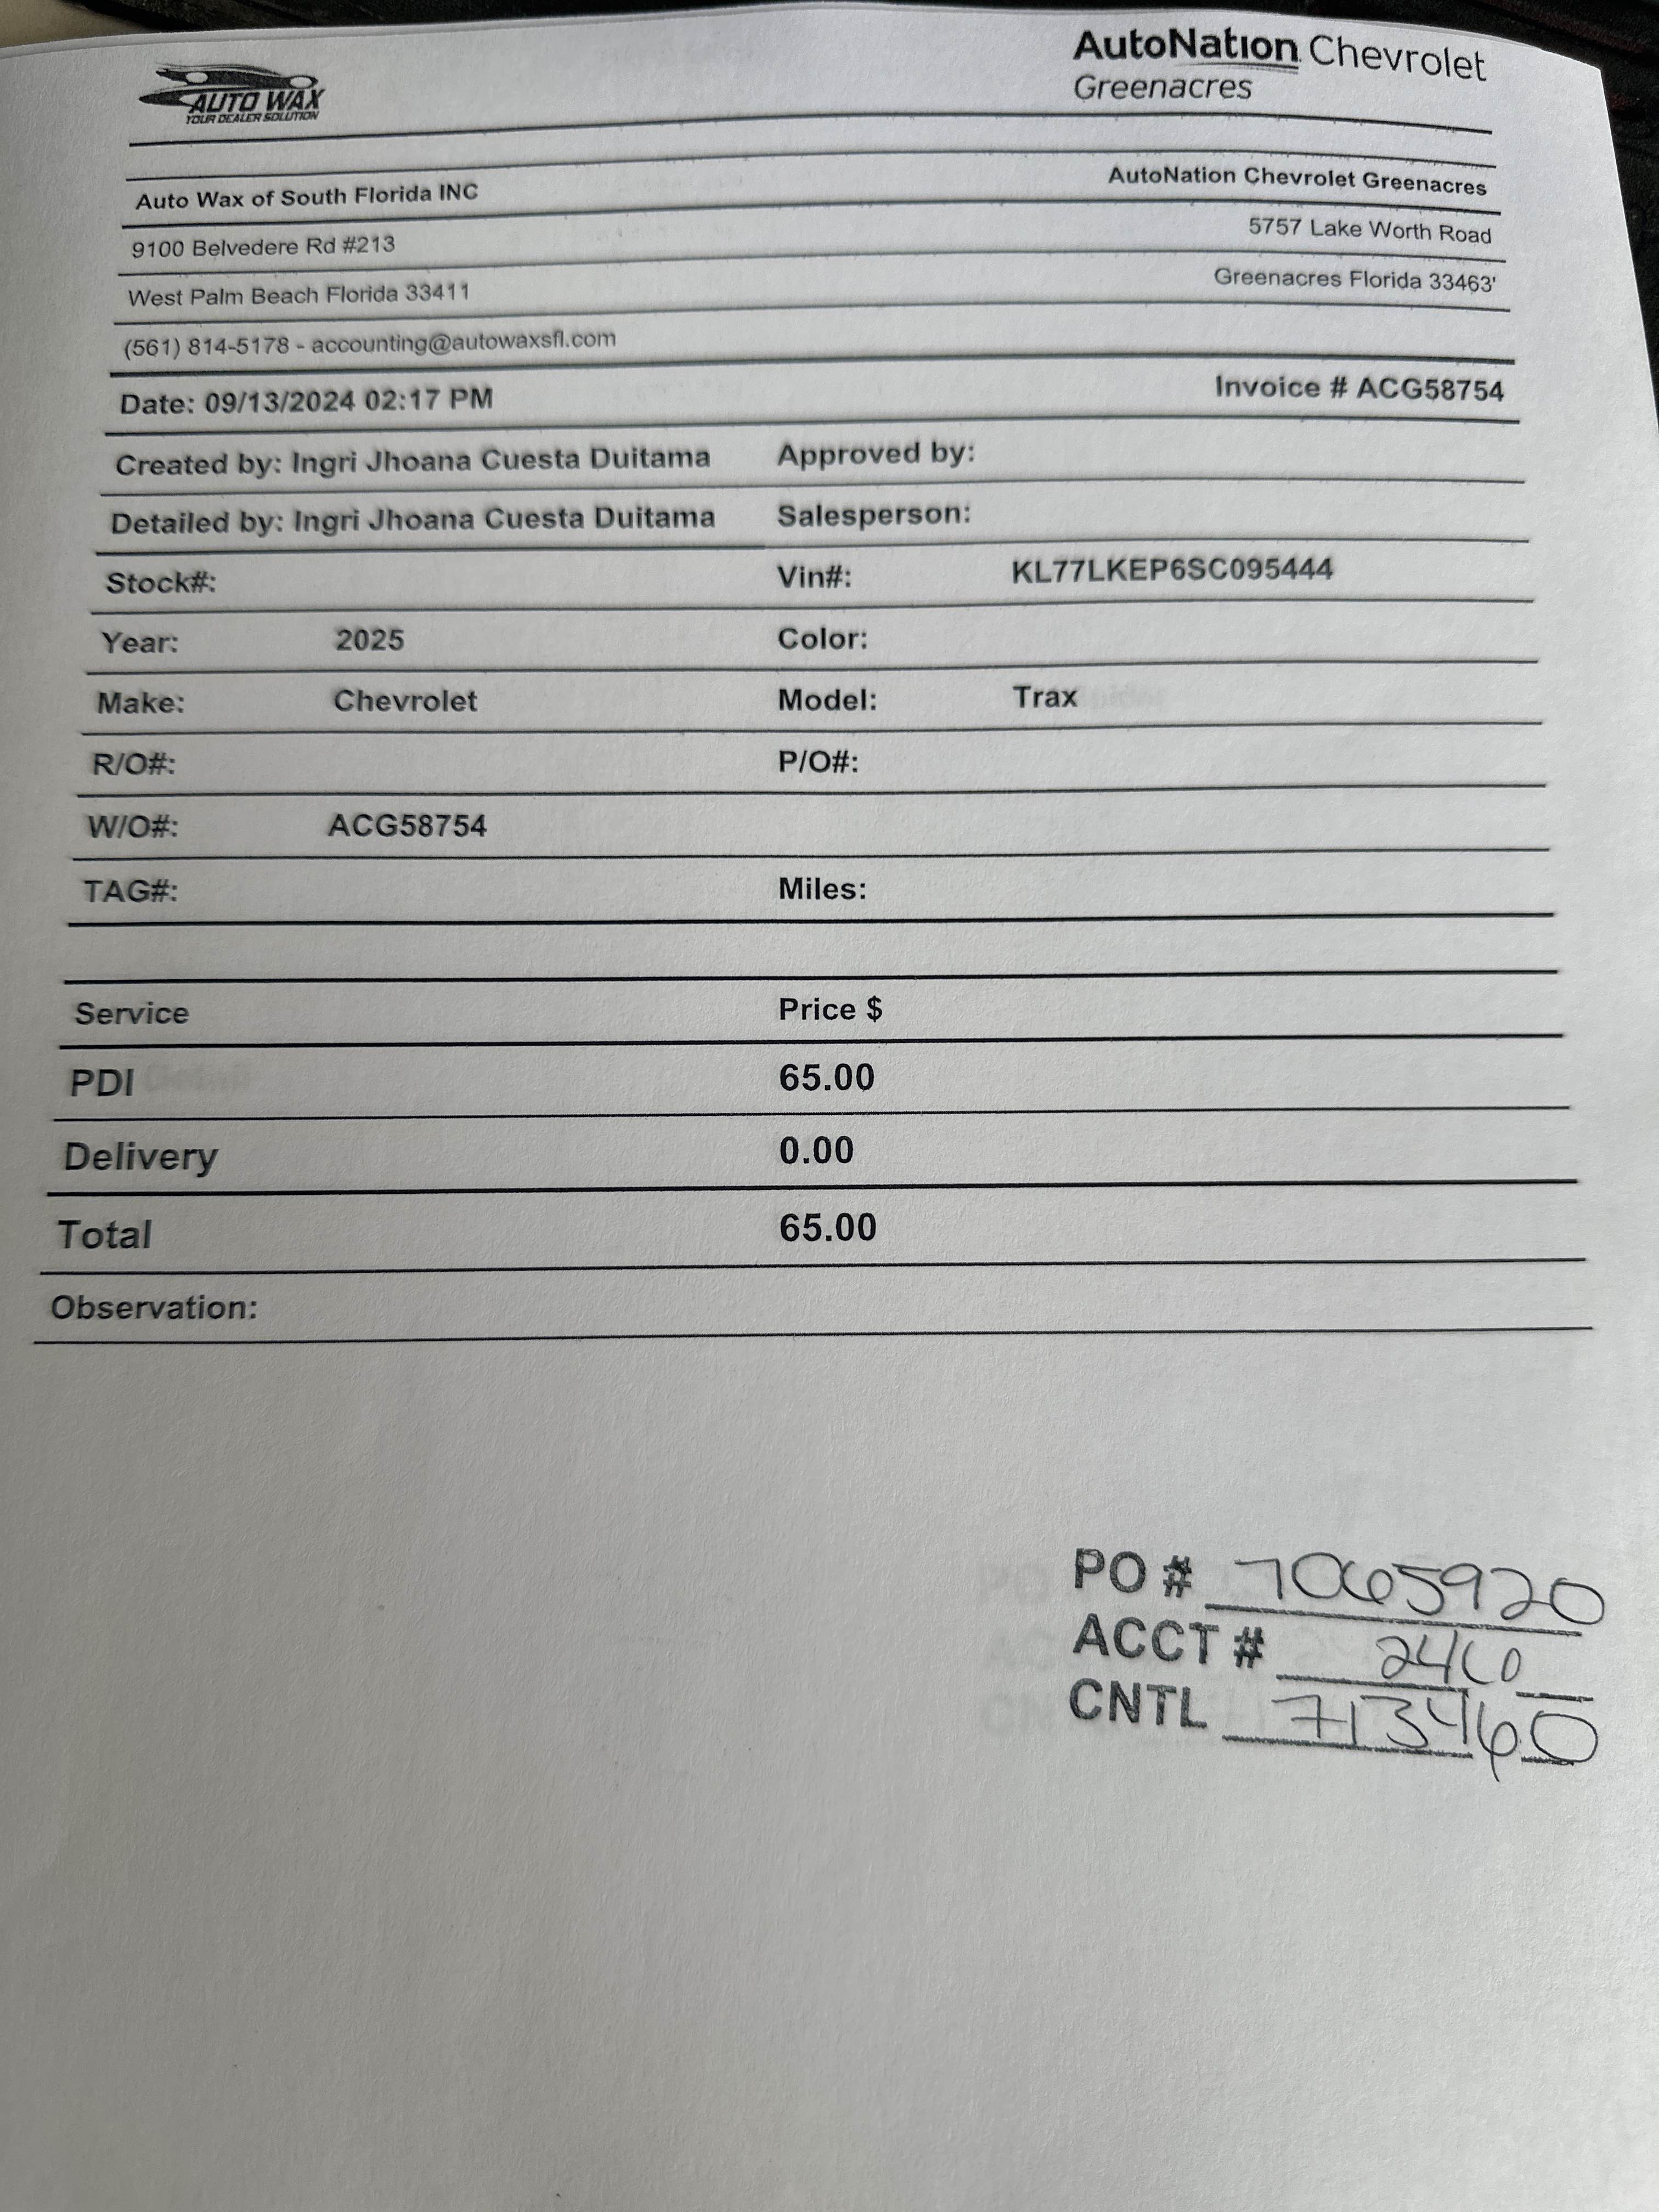 AUTO WAX
YOUR DEALER SOLUTION
AutoNation Chevrolet
Greenacres
Auto Wax of South Florida INC AutoNation Chevrolet Greenacres
9100 Belvedere Rd #213 5757 Lake Worth Road
West Palm Beach Florida 33411 Greenacres Florida 33463'
(561) 814-5178 - accounting@autowaxsfl.com
Date: 09/13/2024 02:17 PM Invoice # ACG58754
Created by: Ingri Jhoana Cuesta Duitama Approved by:
Detailed by: Ingri Jhoana Cuesta Duitama Salesperson:
Stock#: Vin#: KL77LKEP6SC095444
Year: 2025 Color:
Make: Chevrolet Model: Trax
R/O#: P/O#:
W/O#: ACG58754
TAG#: Miles:
Service Price $
PDI 65.00
Delivery 0.00
Total 65.00
Observation:
PO # 7065920
ACCT # 2460
CNTL 713460